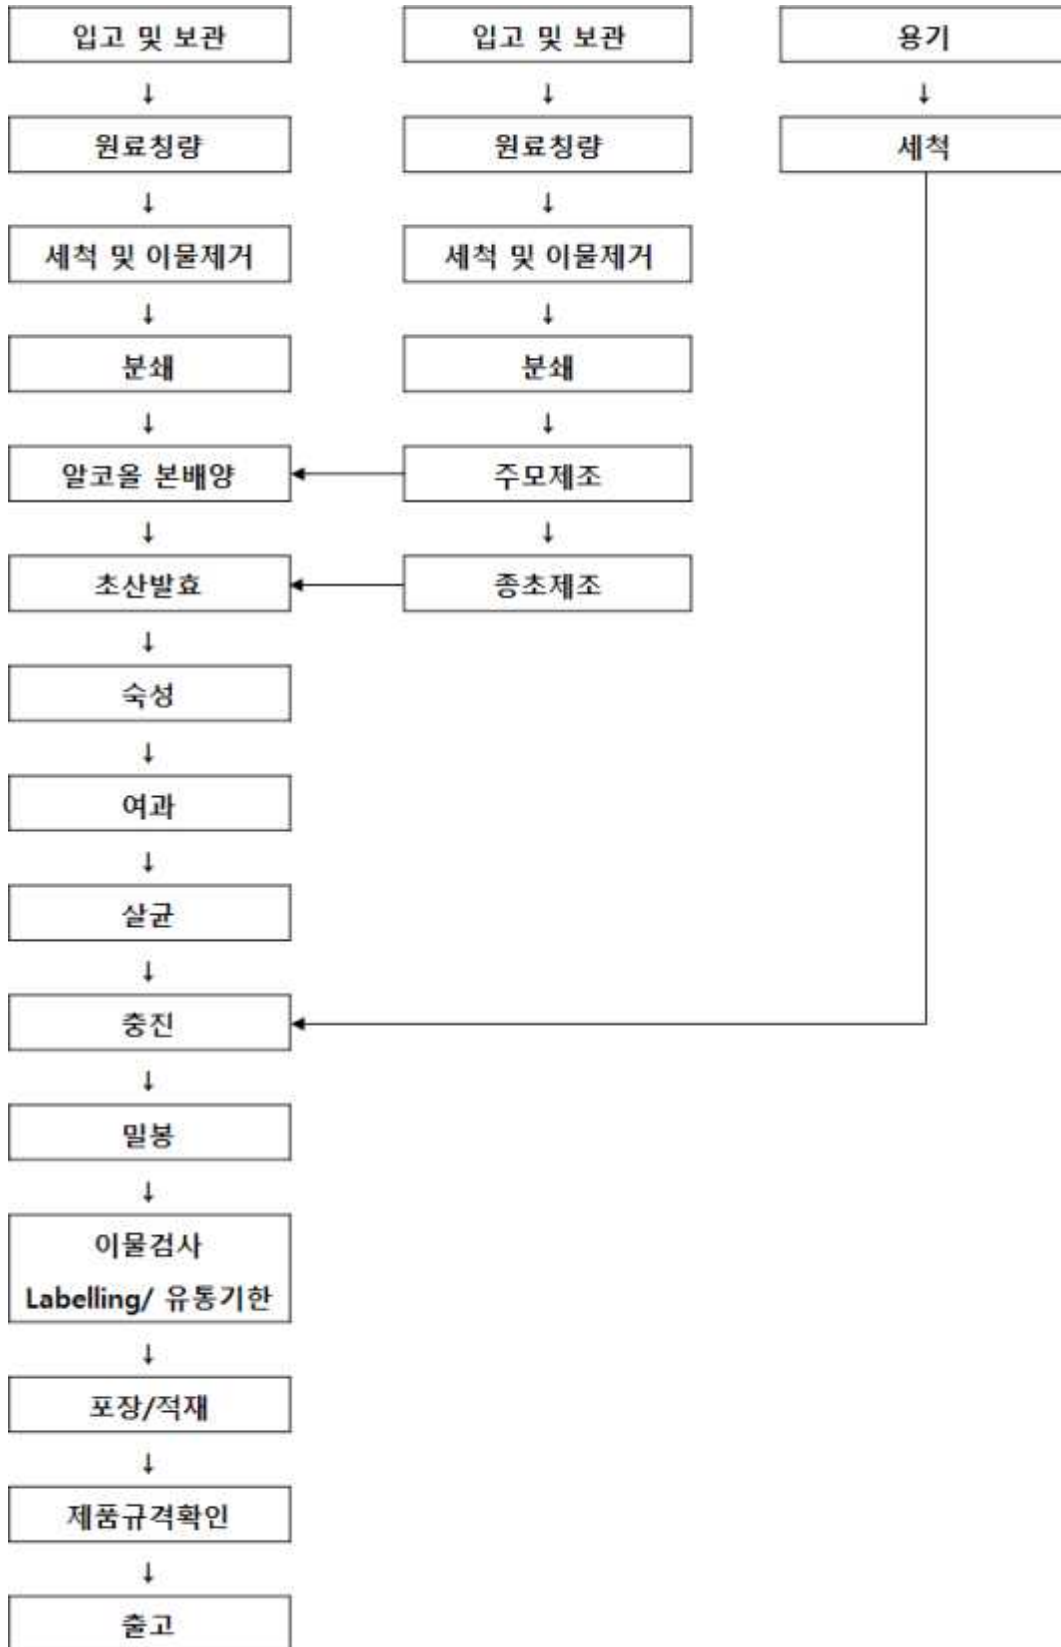 입고 및 보관
입고 및 보관
용기
↓
↓
↓
원료칭량
원료칭량
세척
↓
↓
세척 및 이물제거
세척 및 이물제거
↓
↓
분쇄
분쇄
↓
↓
알코올 본배양
주모제조
↓
↓
초산발효
종초제조
↓
숙성
↓
여과
↓
살균
↓
충진
↓
밀봉
↓
이물검사
Labelling/ 유통기한
↓
포장/적재
↓
제품규격확인
↓
출고